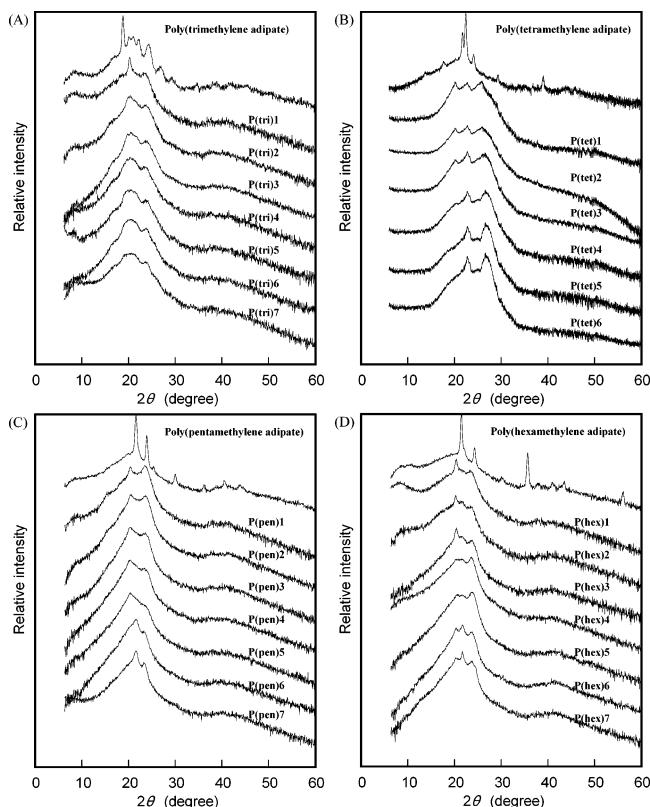 (A)
Poly(trimethylene adipate)
P(tri)1
P(tri)2
P(tri)3
P(tri)4
P(tri)5
P(tri)6
P(tri)7
Relative intensity
0 10 20 30 40 50 60
2θ (degree)
(B)
Poly(tetramethylene adipate)
P(tet)1
P(tet)2
P(tet)3
P(tet)4
P(tet)5
P(tet)6
Relative intensity
0 10 20 30 40 50 60
2θ (degree)
(C)
Poly(pentamethylene adipate)
P(pen)1
P(pen)2
P(pen)3
P(pen)4
P(pen)5
P(pen)6
P(pen)7
Relative intensity
0 10 20 30 40 50 60
2θ (degree)
(D)
Poly(hexamethylene adipate)
P(hex)1
P(hex)2
P(hex)3
P(hex)4
P(hex)5
P(hex)6
P(hex)7
Relative intensity
0 10 20 30 40 50 60
2θ (degree)